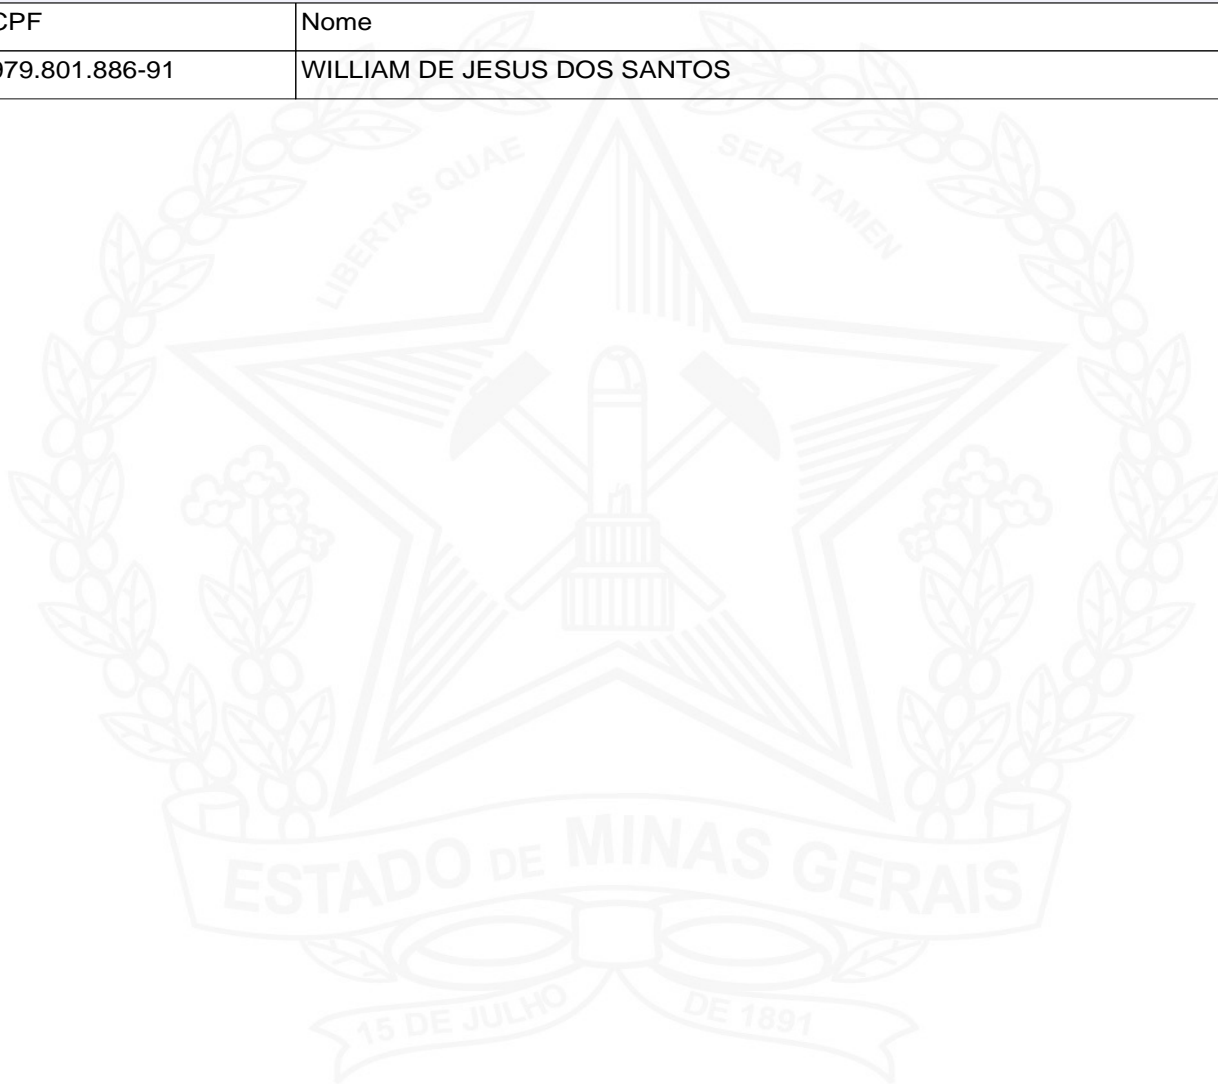 CPF Nome
979.801.886-91 WILLIAM DE JESUS DOS SANTOS
LIBERTAS QUAE SERA TAMEN
ESTADO DE MINAS GERAIS
15 DE JULHO DE 1891